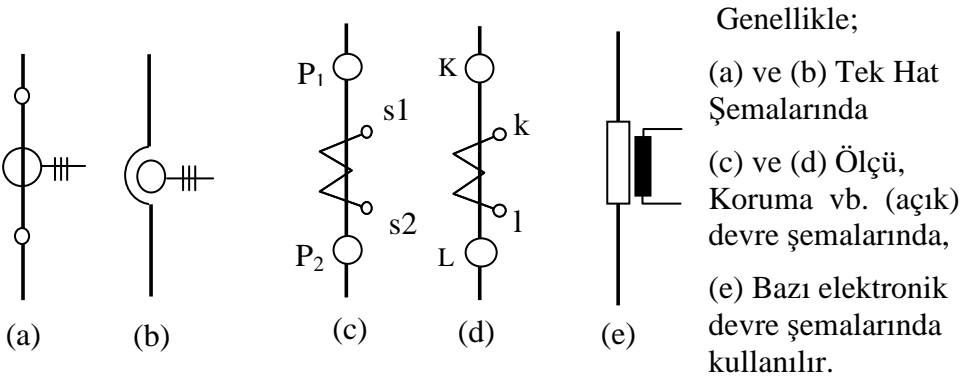 Genellikle;
(a) ve (b) Tek Hat
Şemalarında
(c) ve (d) Ölçü,
Koruma vb. (açık)
devre şemalarında,
(e) Bazı elektronik
devre şemalarında
kullanılır.
P₁
s1
s2
P₂
K
k
l
L
(a)
(b)
(c)
(d)
(e)